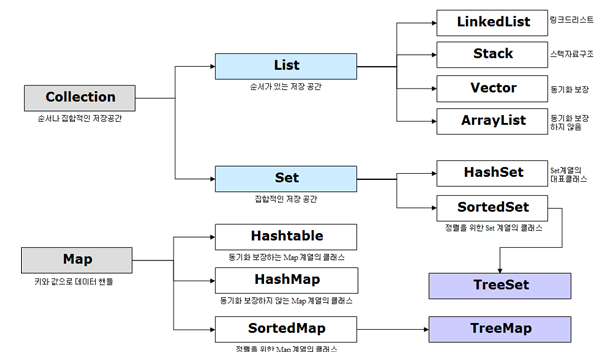 LinkedList
링크드리스트
List
Stack
스택자료구조
순서가 있는 저장 공간
Collection
Vector
동기화 보장
순서나 집합적인 저장공간
ArrayList
동기화 보장
하지 않음
Set
HashSet
Set계열의
대표클래스
집합적인 저장 공간
SortedSet
정렬을 위한 Set 계열의 클래스
Hashtable
동기화 보장하는 Map 계열의 클래스
Map
키와 값으로 데이터 핸들
HashMap
동기화 보장하지 않는 Map 계열의 클래스
TreeSet
SortedMap
정렬을 위한 Map 계열의 클래스
TreeMap